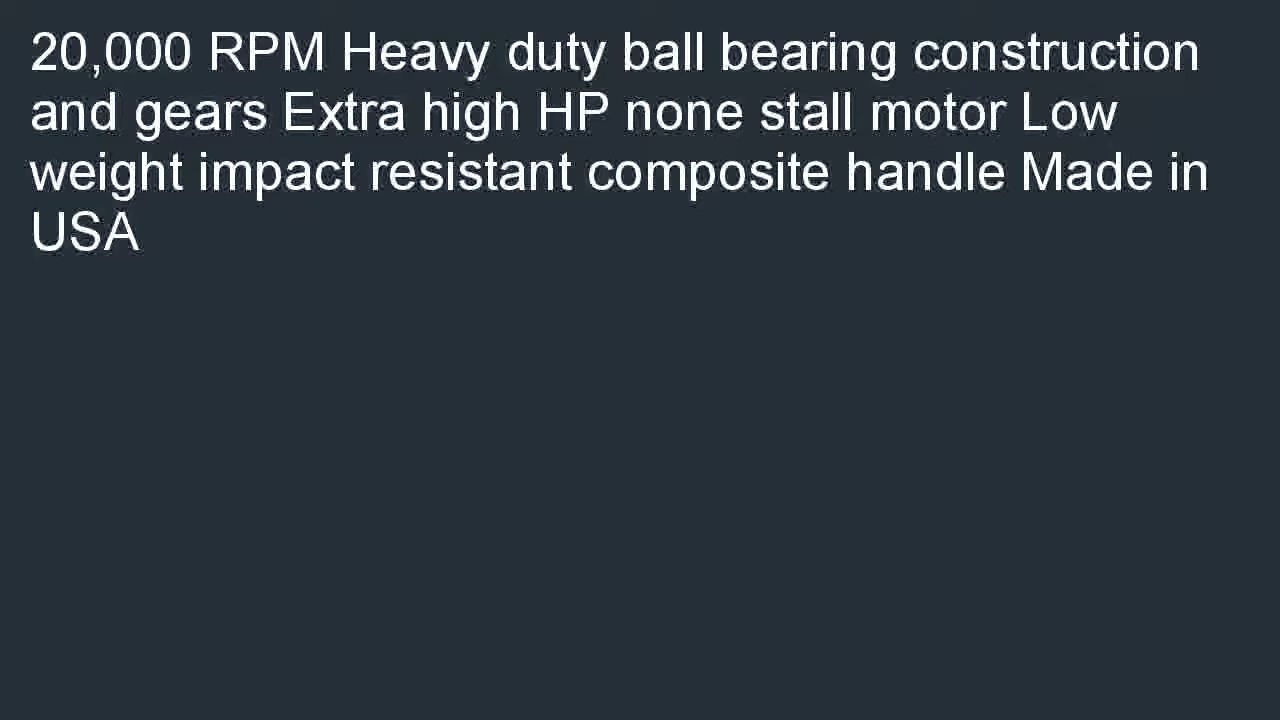 20,000 RPM Heavy duty ball bearing construction
and gears Extra high HP none stall motor Low
weight impact resistant composite handle Made in
USA